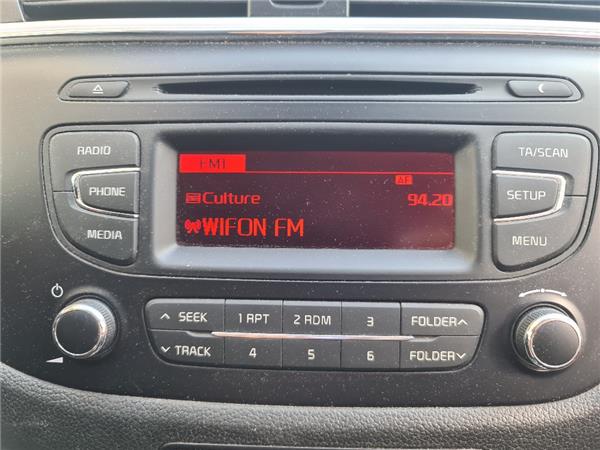 RADIO
PHONE
MEDIA
FM1
AF
Culture
94.20
WIFON FM
TA/SCAN
SETUP
MENU
SEEK
TRACK
1 RPT
2 RDM
3
FOLDER
4
5
6
FOLDER